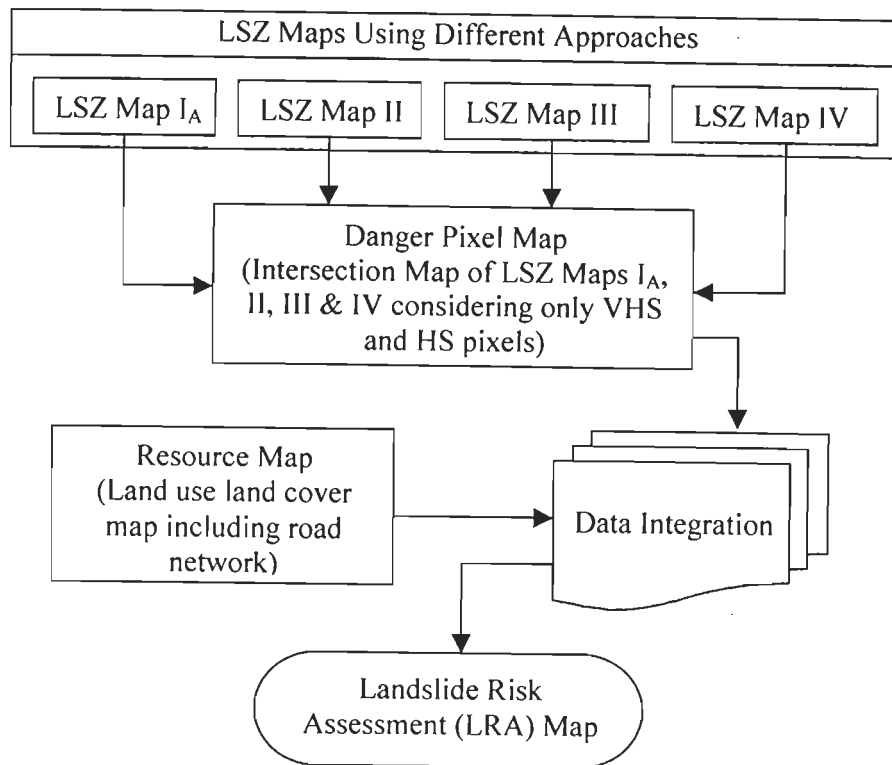 LSZ Maps Using Different Approaches
LSZ Map I_A
LSZ Map II
LSZ Map III
LSZ Map IV
Danger Pixel Map
(Intersection Map of LSZ Maps I_A,
II, III & IV considering only VHS
and HS pixels)
Resource Map
(Land use land cover
map including road
network)
Data Integration
Landslide Risk
Assessment (LRA) Map